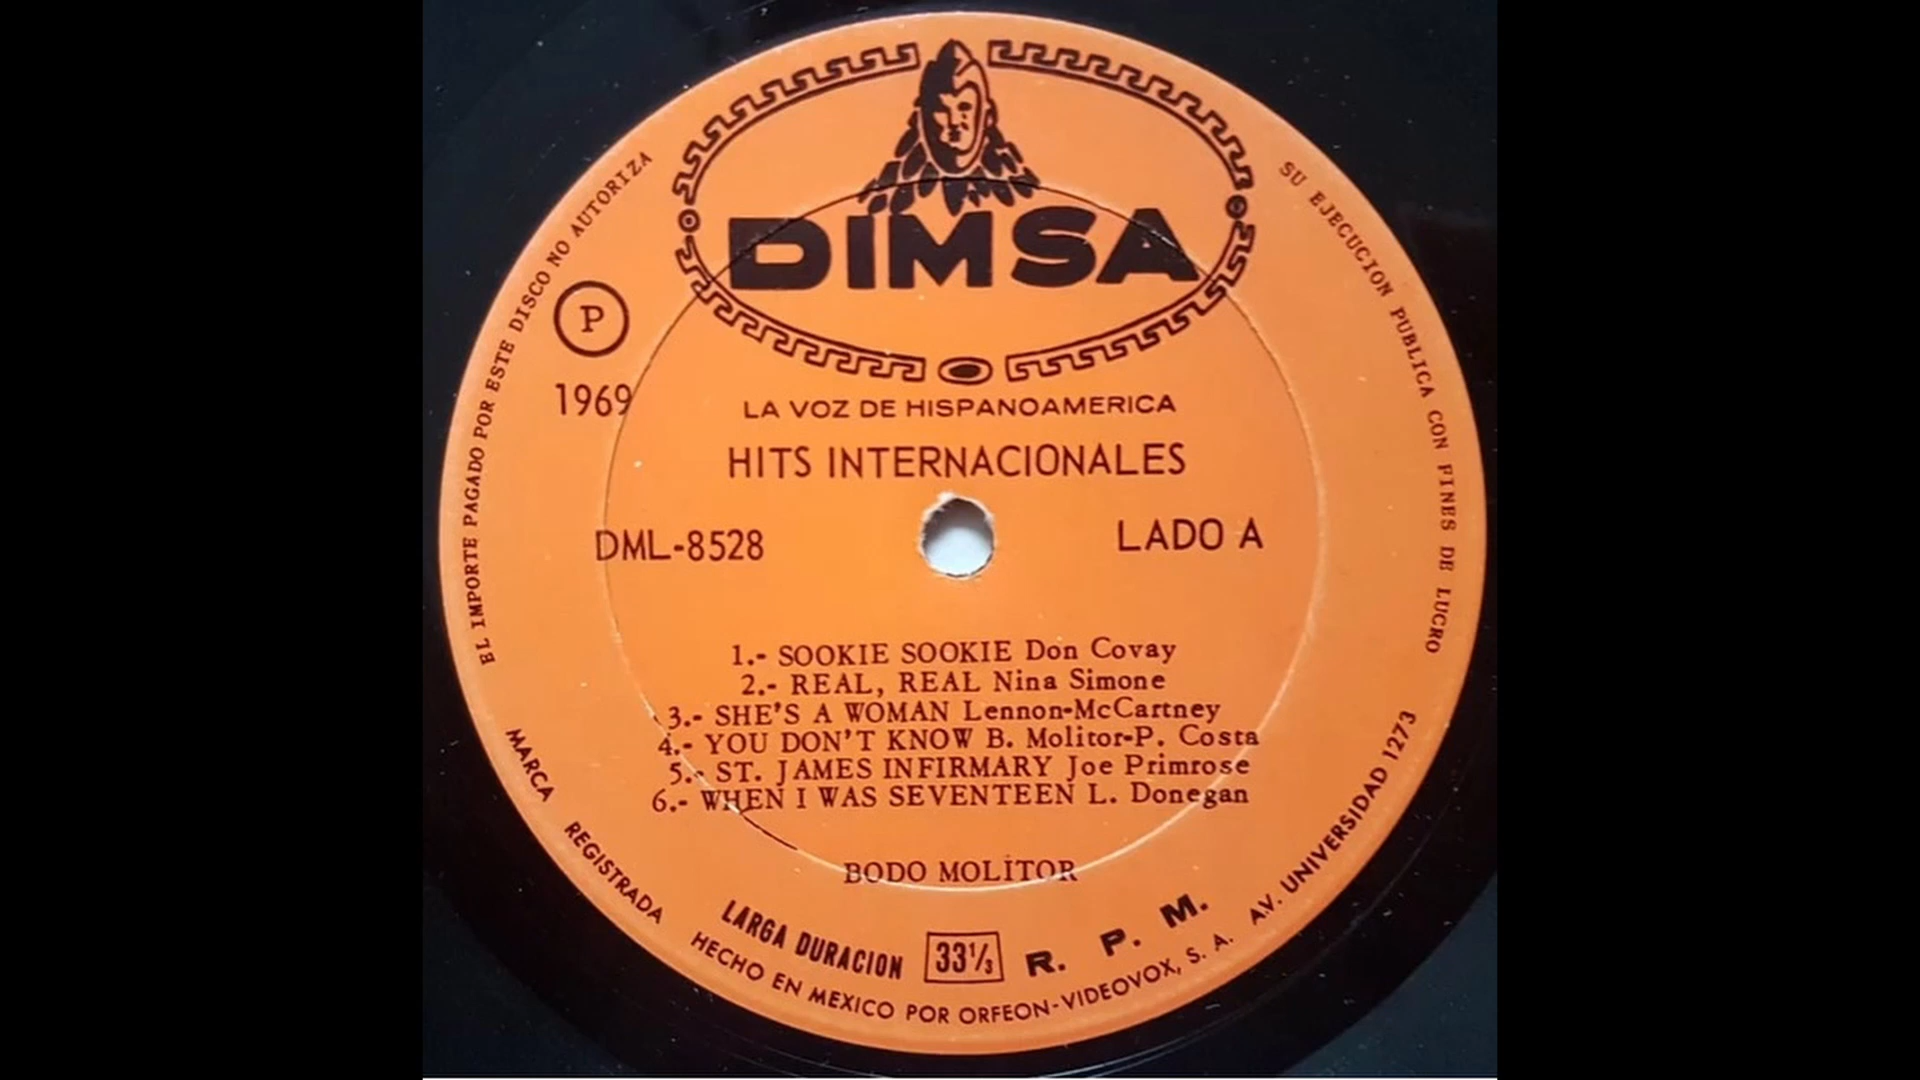 DIMSA
EL IMPORTE PAGADO POR ESTE DISCO NO AUTORIZA
SU EJECUCION PUBLICA CON FINES DE LUCRO
P
1969
LA VOZ DE HISPANOAMERICA
HITS INTERNACIONALES
DML-8528
LADO A
1.- SOOKIE SOOKIE Don Covay
2.- REAL, REAL Nina Simone
3.- SHE'S A WOMAN Lennon-McCartney
4.- YOU DON'T KNOW B. Molitor-P. Costa
5.- ST. JAMES INFIRMARY Joe Primrose
6.- WHEN I WAS SEVENTEEN L. Donegan
BODO MOLITOR
LARGA DURACION 33⅓ R. P. M.
MARCA REGISTRADA HECHO EN MEXICO POR ORFEON-VIDEOVOX, S. A. AV. UNIVERSIDAD 1273